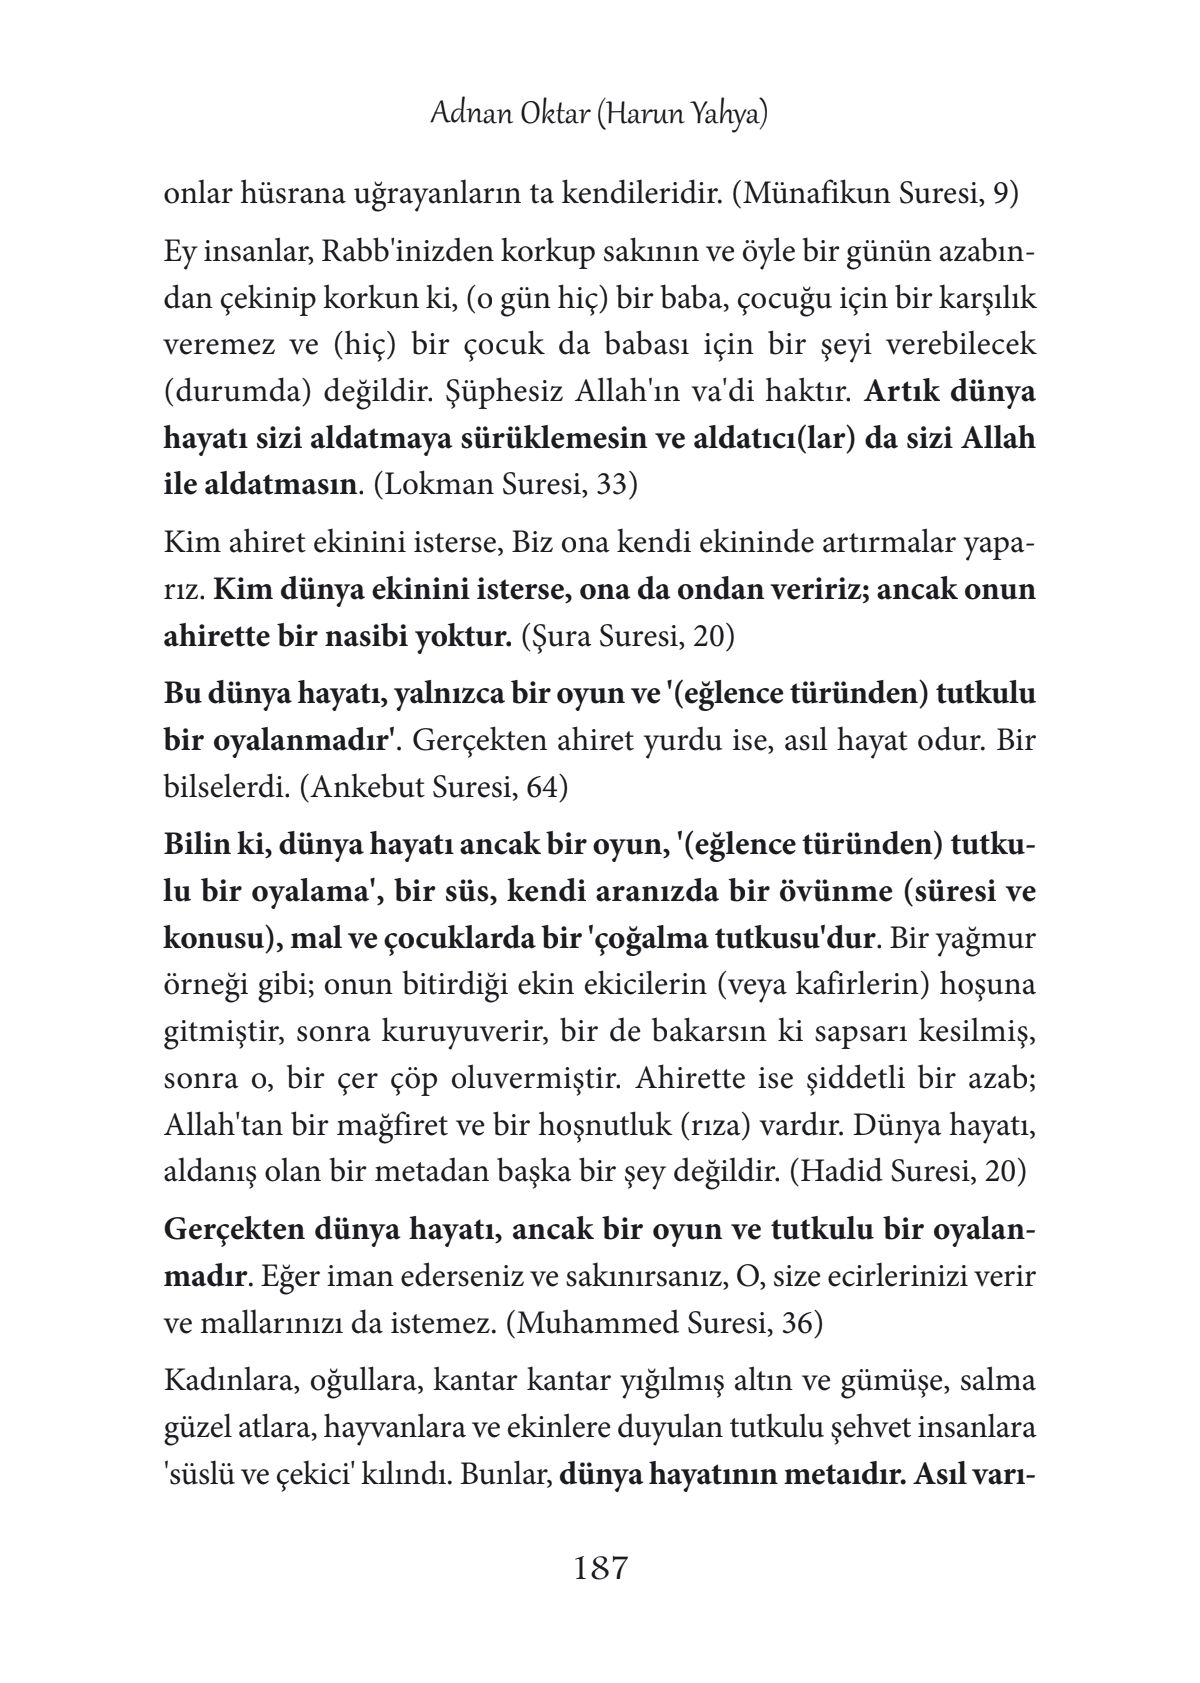 Adnan Oktar (Harun Yahya)
onlar hüsrana uğrayanların ta kendileridir. (Münafikun Suresi, 9)
Ey insanlar, Rabb'inizden korkup sakının ve öyle bir günün azabın-
dan çekinip korkun ki, (o gün hiç) bir baba, çocuğu için bir karşılık
veremez ve (hiç) bir çocuk da babası için bir şeyi verebilecek
(durumda) değildir. Şüphesiz Allah'ın va'di haktır. Artık dünya
hayatı sizi aldatmaya sürüklemesin ve aldatıcı(lar) da sizi Allah
ile aldatmasın. (Lokman Suresi, 33)
Kim ahiret ekinini isterse, Biz ona kendi ekininde artırmalar yapa-
rız. Kim dünya ekinini isterse, ona da ondan veririz; ancak onun
ahirette bir nasibi yoktur. (Şura Suresi, 20)
Bu dünya hayatı, yalnızca bir oyun ve '(eğlence türünden) tutkulu
bir oyalanmadır'. Gerçekten ahiret yurdu ise, asıl hayat odur. Bir
bilselerdi. (Ankebut Suresi, 64)
Bilin ki, dünya hayatı ancak bir oyun, '(eğlence türünden) tutku-
lu bir oyalama', bir süs, kendi aranızda bir övünme (süresi ve
konusu), mal ve çocuklarda bir 'çoğalma tutkusu'dur. Bir yağmur
örneği gibi; onun bitirdiği ekin ekicilerin (veya kafirlerin) hoşuna
gitmiştir, sonra kuruyuverir, bir de bakarsın ki sapsarı kesilmiş,
sonra o, bir çer çöp oluvermiştir. Ahirette ise şiddetli bir azab;
Allah'tan bir mağfiret ve bir hoşnutluk (rıza) vardır. Dünya hayatı,
aldanış olan bir metadan başka bir şey değildir. (Hadid Suresi, 20)
Gerçekten dünya hayatı, ancak bir oyun ve tutkulu bir oyalan-
madır. Eğer iman ederseniz ve sakınırsanız, O, size ecirlerinizi verir
ve mallarınızı da istemez. (Muhammed Suresi, 36)
Kadınlara, oğullara, kantar kantar yığılmış altın ve gümüşe, salma
güzel atlara, hayvanlara ve ekinlere duyulan tutkulu şehvet insanlara
'süslü ve çekici' kılındı. Bunlar, dünya hayatının metaıdır. Asıl varı-
187